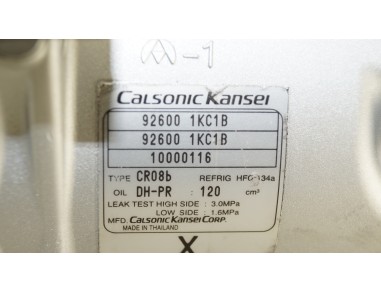 A-1
Calsonic Kansei
92600 1KC1B
92600 1KC1B
10000116
TYPE CR08b REFRIG HFC-134a
OIL DH-PR : 120 cm³
LEAK TEST HIGH SIDE : 3.0MPa
LOW SIDE : 1.6MPa
MFD. CALSONIC KANSEI CORP.
MADE IN THAILAND
X